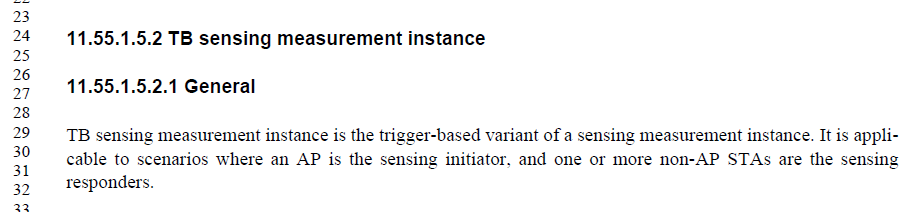 22
23
24 11.55.1.5.2 TB sensing measurement instance
25
26
27 11.55.1.5.2.1 General
28
29 TB sensing measurement instance is the trigger-based variant of a sensing measurement instance. It is appli-
30 cable to scenarios where an AP is the sensing initiator, and one or more non-AP STAs are the sensing
31 responders.
32
33